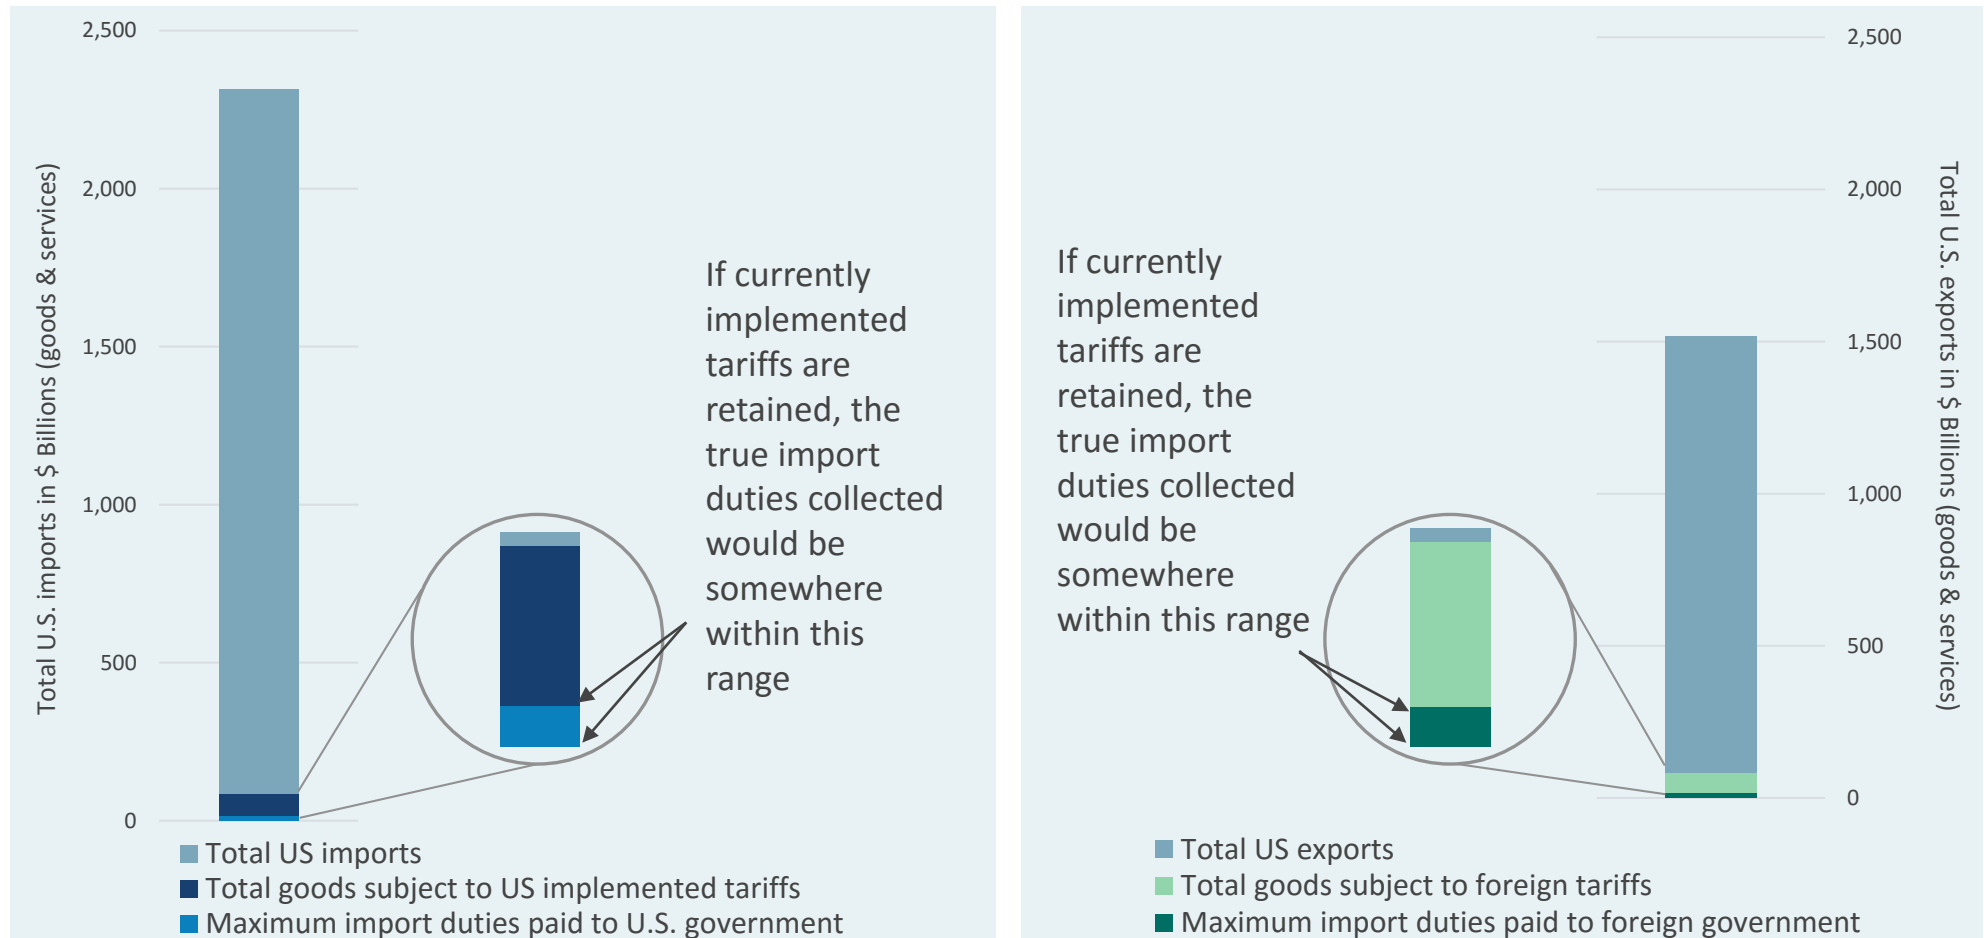 2,500
2,000
1,500
1,000
500
0
Total U.S. imports in $ Billions (goods & services)
If currently
implemented
tariffs are
retained, the
true import
duties collected
would be
somewhere
within this
range
Total US imports
Total goods subject to US implemented tariffs
Maximum import duties paid to U.S. government
If currently
implemented
tariffs are
retained, the
true import
duties collected
would be
somewhere
within this range
2,500
2,000
1,500
1,000
500
0
Total U.S. exports in $ Billions (goods & services)
Total US exports
Total goods subject to foreign tariffs
Maximum import duties paid to foreign government